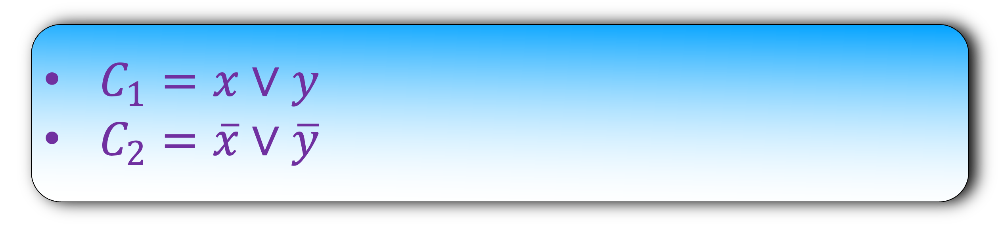 • C₁ = x ∨ y
• C₂ = x̅ ∨ y̅